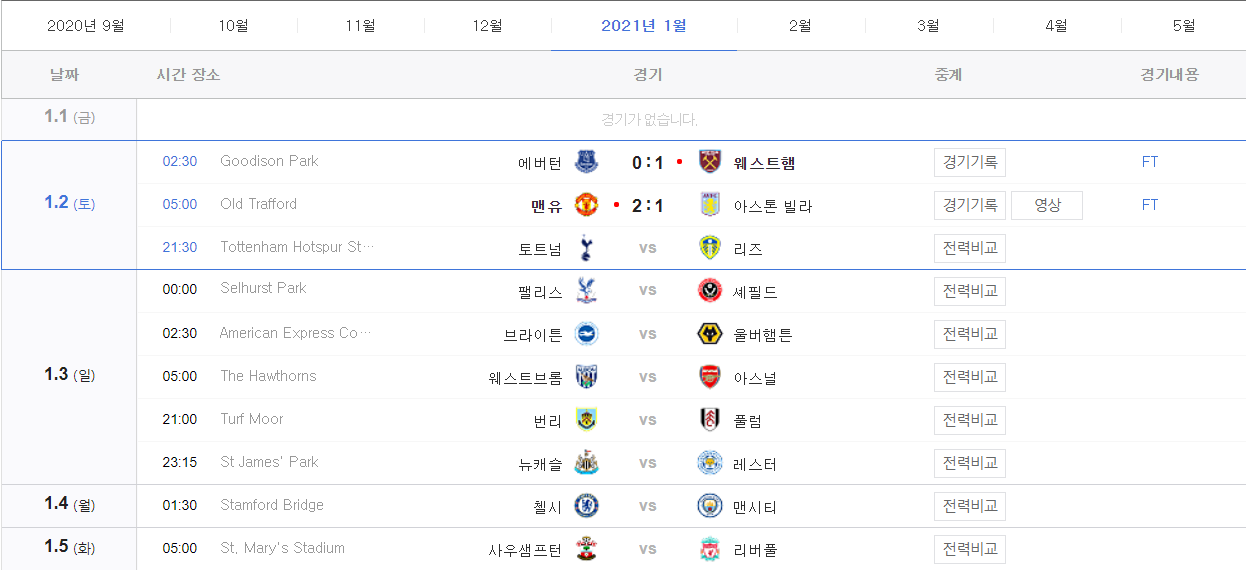 2020년 9월 10월 11월 12월 2021년 1월 2월 3월 4월 5월
날짜 시간 장소 경기 중계 경기내용
1.1 (금) 경기가 없습니다.
02:30 Goodison Park 에버턴 0 : 1 웨스트햄 경기기록 FT
1.2 (토) 05:00 Old Trafford 맨유 2 : 1 아스톤 빌라 경기기록 영상 FT
21:30 Tottenham Hotspur St… 토트넘 vs 리즈 전력비교
00:00 Selhurst Park 팰리스 vs 셰필드 전력비교
02:30 American Express Co… 브라이튼 vs 울버햄튼 전력비교
1.3 (일) 05:00 The Hawthorns 웨스트브롬 vs 아스널 전력비교
21:00 Turf Moor 번리 vs 풀럼 전력비교
23:15 St James' Park 뉴캐슬 vs 레스터 전력비교
1.4 (월) 01:30 Stamford Bridge 첼시 vs 맨시티 전력비교
1.5 (화) 05:00 St. Mary's Stadium 사우샘프턴 vs 리버풀 전력비교